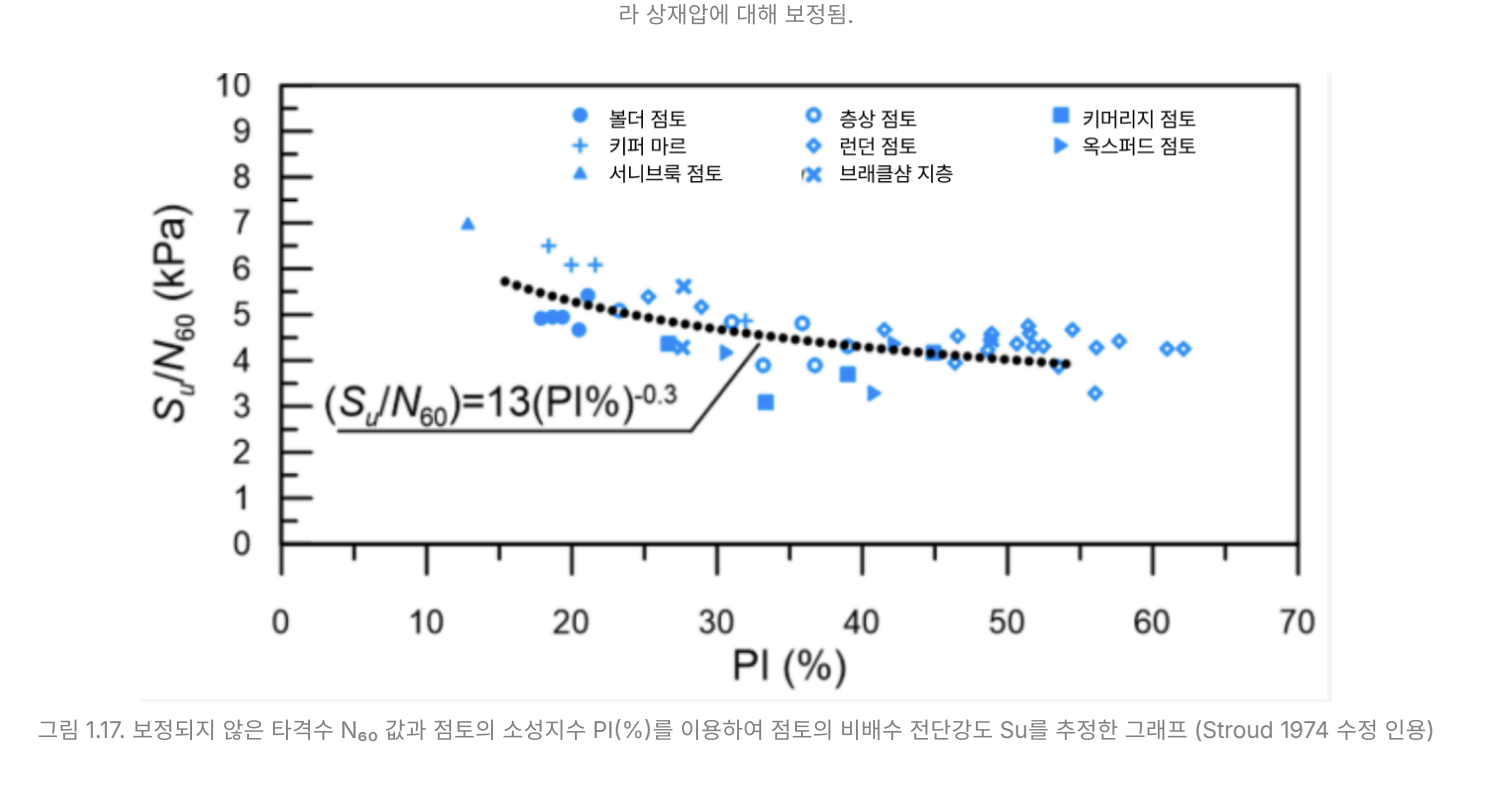 라 상재압에 대해 보정됨.
10
9
8
7
6
5
4
3
2
1
0
Su/N60 (kPa)
볼더 점토
키퍼 마르
서니브룩 점토
층상 점토
런던 점토
브래클샴 지층
키머리지 점토
옥스퍼드 점토
(Su/N60)=13(PI%)-0.3
0 10 20 30 40 50 60 70
PI (%)
그림 1.17. 보정되지 않은 타격수 N₆₀ 값과 점토의 소성지수 PI(%)를 이용하여 점토의 비배수 전단강도 Su를 추정한 그래프 (Stroud 1974 수정 인용)